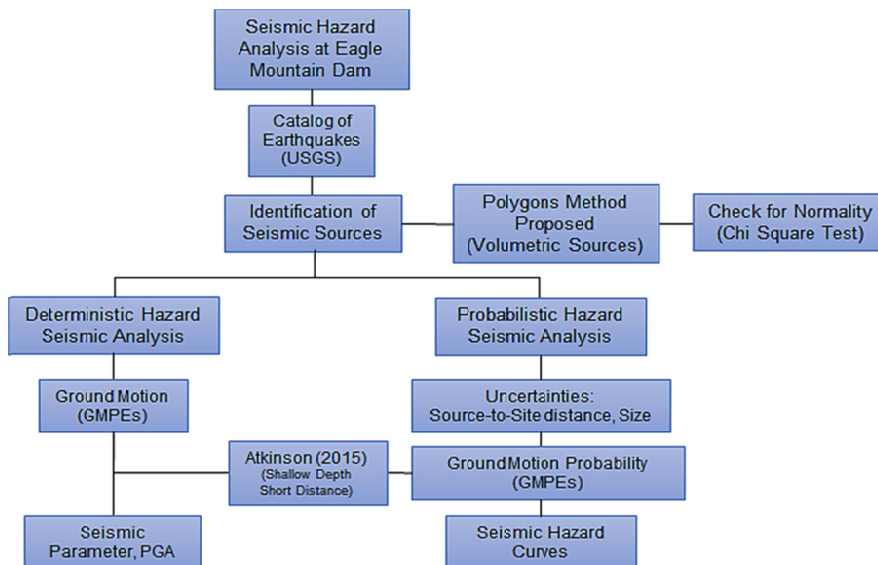 Seismic Hazard
Analysis at Eagle
Mountain Dam
Catalog of
Earthquakes
(USGS)
Identification of
Seismic Sources
Polygons Method
Proposed
(Volumetric Sources)
Check for Normality
(Chi Square Test)
Deterministic Hazard
Seismic Analysis
Probabilistic Hazard
Seismic Analysis
Ground Motion
(GMPEs)
Uncertainties:
Source-to-Site distance, Size
Atkinson (2015)
(Shallow Depth
Short Distance)
Ground Motion Probability
(GMPEs)
Seismic
Parameter, PGA
Seismic Hazard
Curves